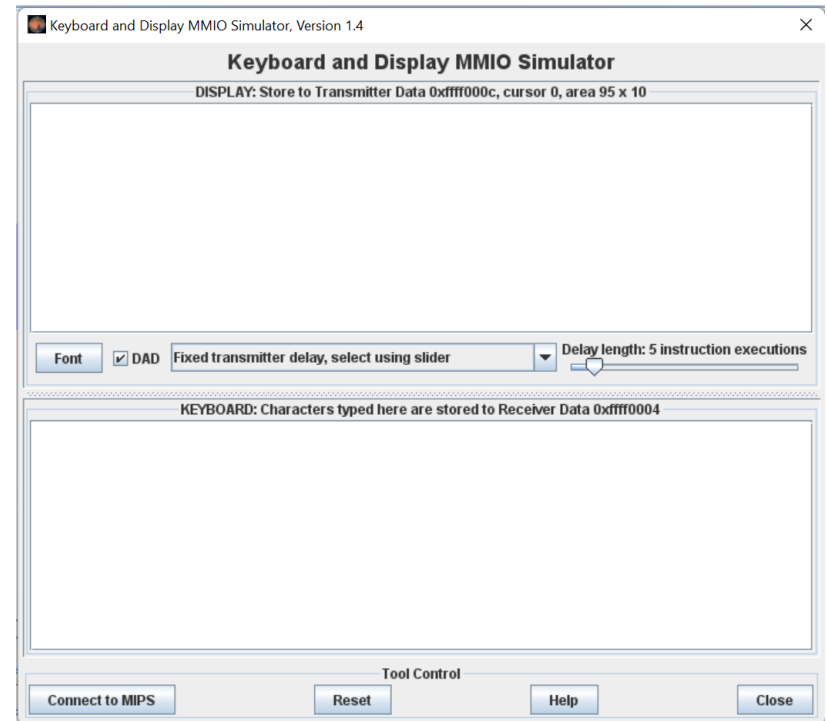 Keyboard and Display MMIO Simulator, Version 1.4
Keyboard and Display MMIO Simulator
DISPLAY: Store to Transmitter Data 0xffff000c, cursor 0, area 95 x 10
Font
DAD
Fixed transmitter delay, select using slider
Delay length: 5 instruction executions
KEYBOARD: Characters typed here are stored to Receiver Data 0xffff0004
Tool Control
Connect to MIPS
Reset
Help
Close